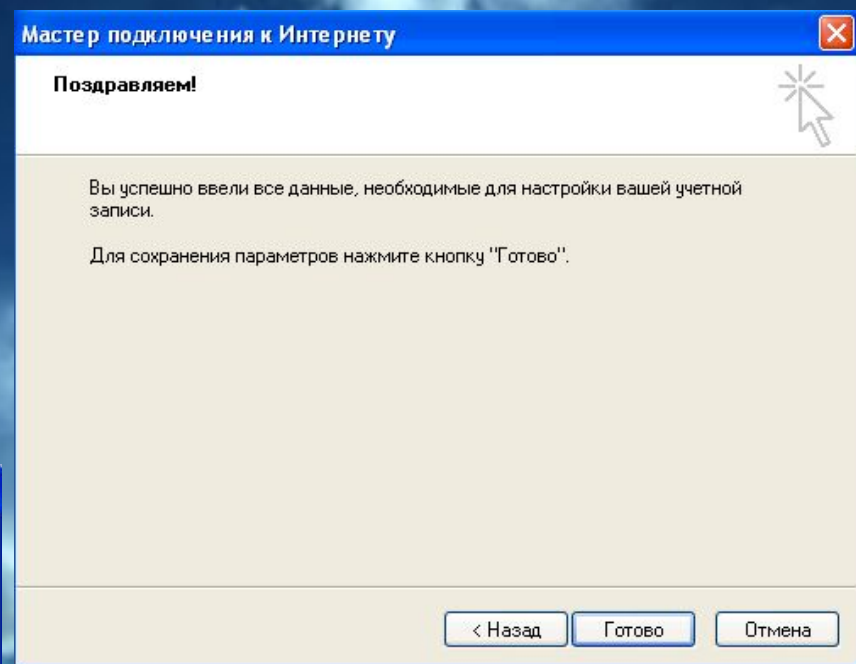 Мастер подключения к Интернету
Поздравляем!
Вы успешно ввели все данные, необходимые для настройки вашей учетной
записи.
Для сохранения параметров нажмите кнопку "Готово".
< Назад
Готово
Отмена